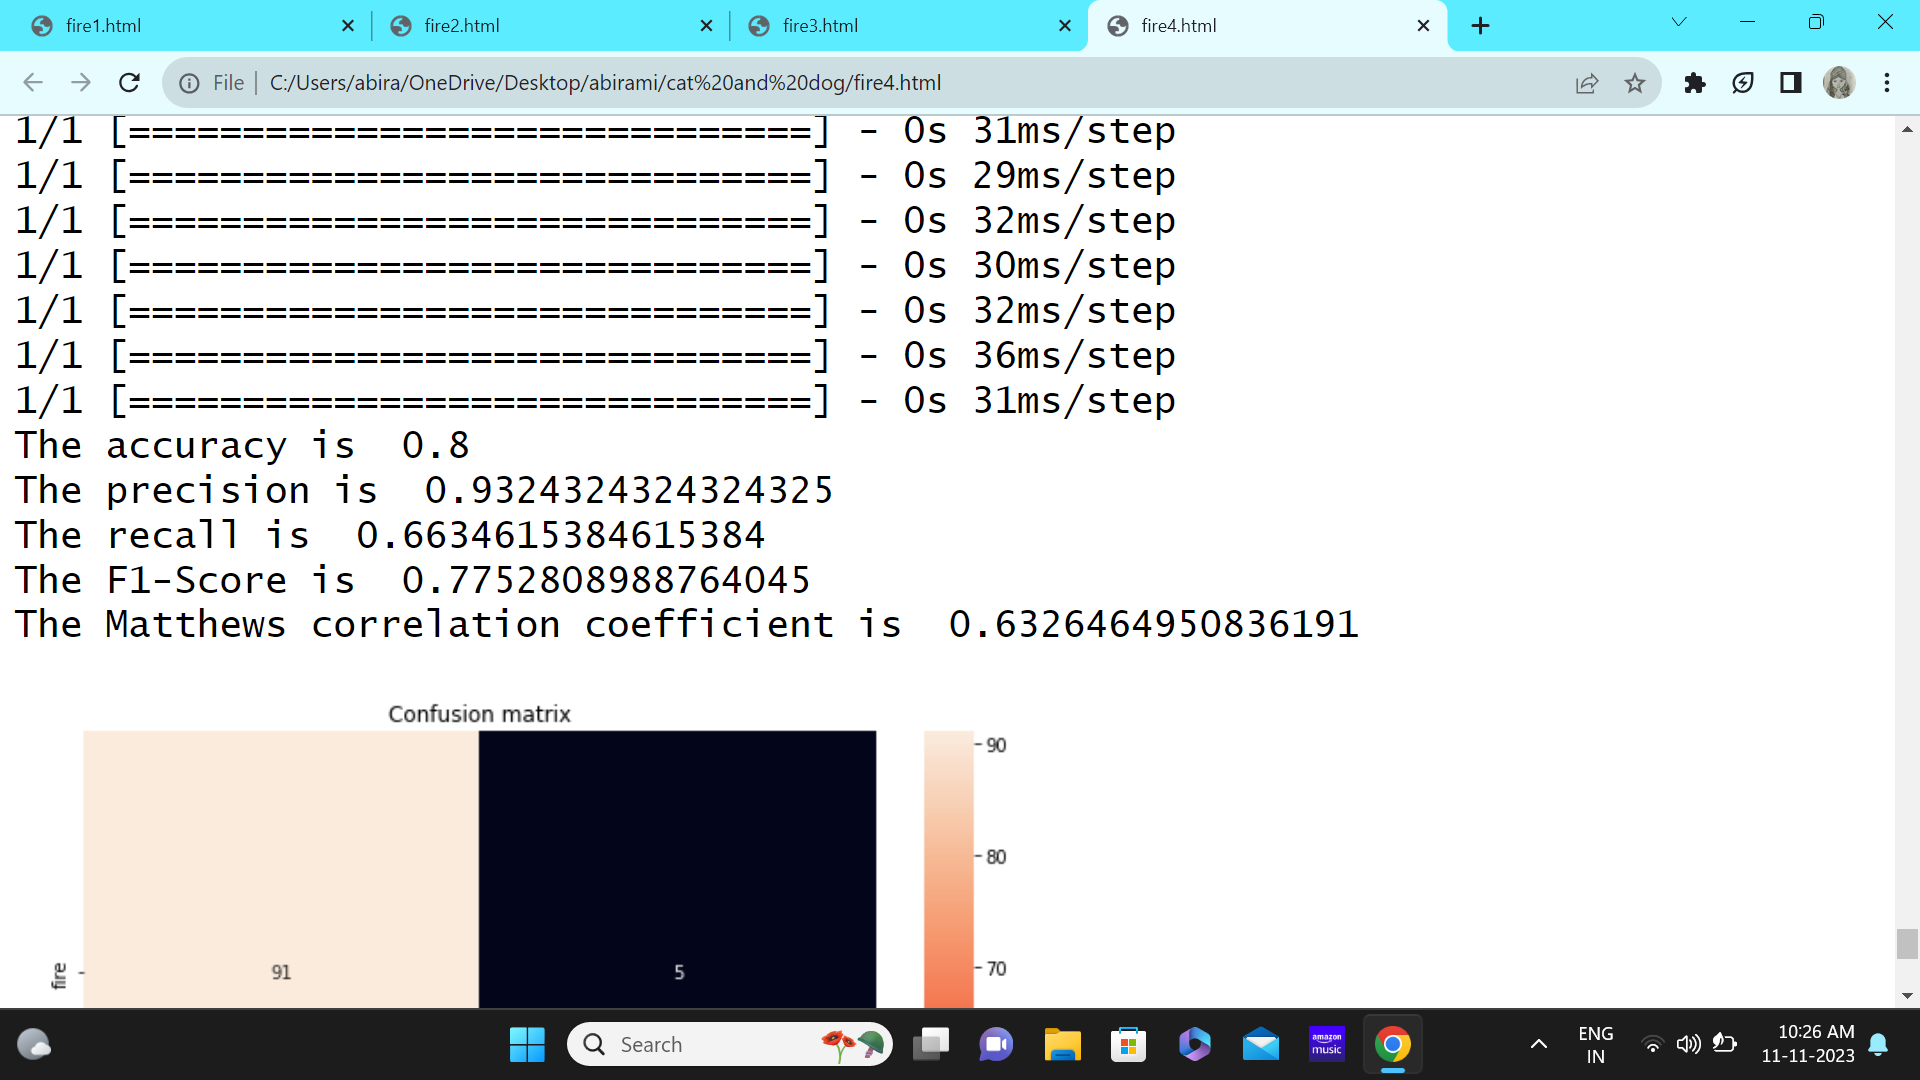 fire1.html
fire2.html
fire3.html
fire4.html
File
C:/Users/abira/OneDrive/Desktop/abirami/cat%20and%20dog/fire4.html
1/1 [==============================] - 0s 31ms/step
1/1 [==============================] - 0s 29ms/step
1/1 [==============================] - 0s 32ms/step
1/1 [==============================] - 0s 30ms/step
1/1 [==============================] - 0s 32ms/step
1/1 [==============================] - 0s 36ms/step
1/1 [==============================] - 0s 31ms/step
The accuracy is  0.8
The precision is  0.9324324324324325
The recall is  0.6634615384615384
The F1-Score is  0.7752808988764045
The Matthews correlation coefficient is  0.6326464950836191
Confusion matrix
90
80
70
fire
91
5
Search
amazon
music
ENG
IN
10:26 AM
11-11-2023